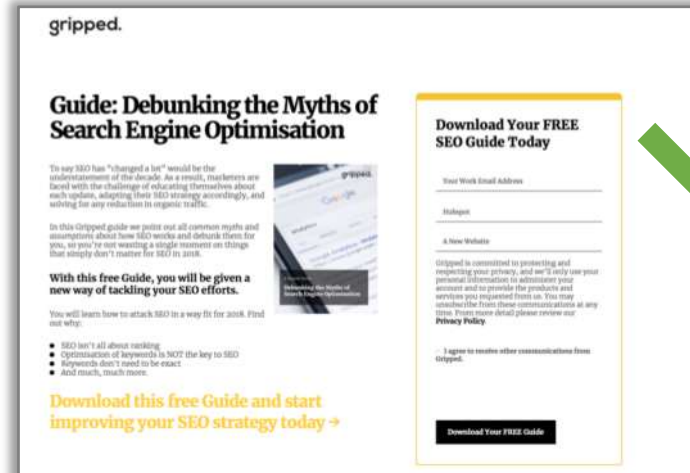 gripped.
Guide: Debunking the Myths of
Search Engine Optimisation
To say SEO has "changed a lot" would be the
understatement of the decade. As a result, marketers are
faced with the challenge of educating themselves about
each update, adapting their SEO strategy accordingly, and
solving for any reduction in organic traffic.
In this Gripped guide we point out all common myths and
assumptions about how SEO works and debunk them for
you, so you're not wasting a single moment on things
that simply don't matter for SEO in 2018.
With this free Guide, you will be given a
new way of tackling your SEO efforts.
You will learn how to attack SEO in a way fit for 2018. Find
out why:
SEO isn't all about ranking
Optimisation of keywords is NOT the key to SEO
Keywords don't need to be exact
And much, much more.
Download this free Guide and start
improving your SEO strategy today →
gripped.
Google
Debunking the Myths of
Search Engine Optimisation
Download Your FREE
SEO Guide Today
Your Work Email Address
Hubspot
A New Website
Gripped is committed to protecting and
respecting your privacy, and we'll only use your
personal information to administer your
account and to provide the products and
services you requested from us. You may
unsubscribe from these communications at any
time. From more detail please review our
Privacy Policy.
I agree to receive other communications from
Gripped.
Download Your FREE Guide